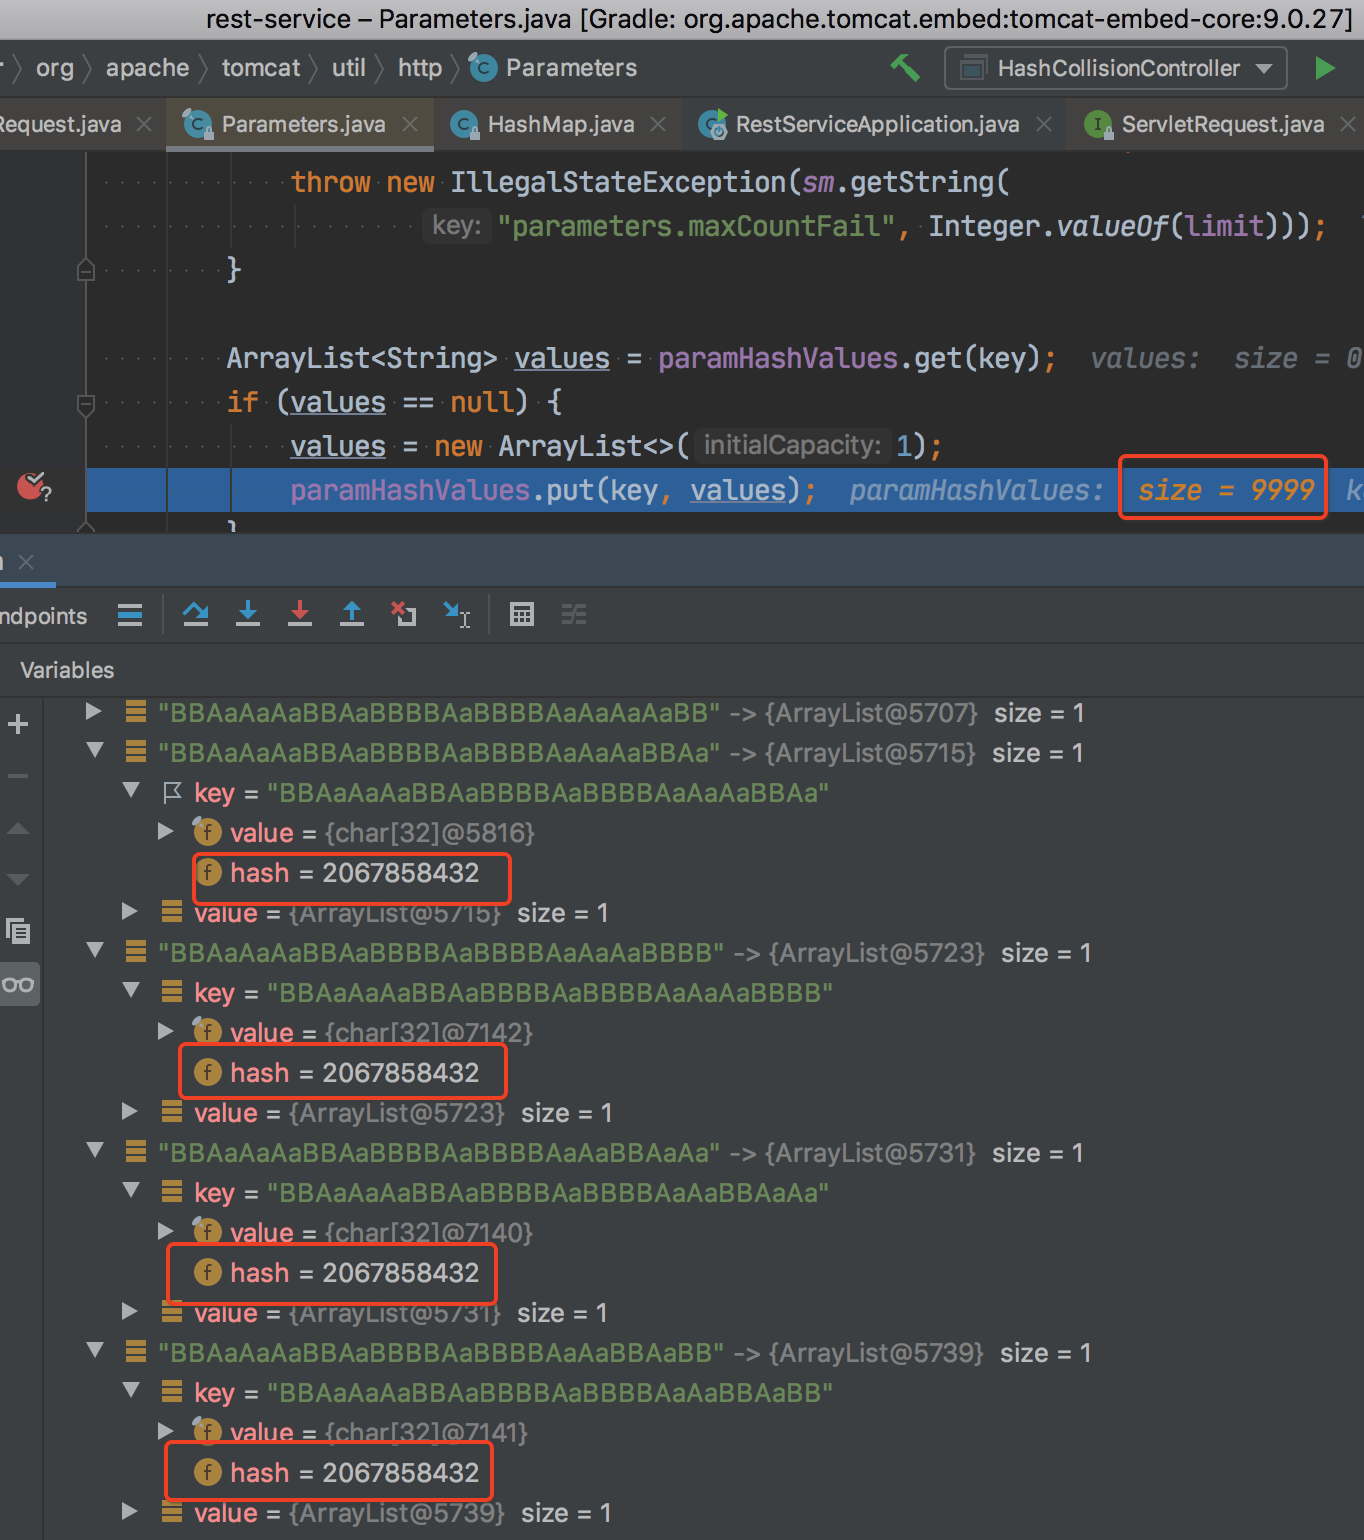 rest-service – Parameters.java [Gradle: org.apache.tomcat.embed:tomcat-embed-core:9.0.27]
org apache tomcat util http Parameters HashCollisionController
Request.java Parameters.java HashMap.java RestServiceApplication.java ServletRequest.java
throw new IllegalStateException(sm.getString(
key: "parameters.maxCountFail", Integer.valueOf(limit)));
}
ArrayList<String> values = paramHashValues.get(key); values: size = 0
if (values == null) {
values = new ArrayList<>( initialCapacity: 1);
paramHashValues.put(key, values); paramHashValues: size = 9999
}
ndpoints
Variables
"BBAaAaAaBBAaBBBBAaBBBBAaAaAaAaBB" -> {ArrayList@5707} size = 1
"BBAaAaAaBBAaBBBBAaBBBBAaAaAaBBAa" -> {ArrayList@5715} size = 1
key = "BBAaAaAaBBAaBBBBAaBBBBAaAaAaBBAa"
value = {char[32]@5816}
hash = 2067858432
value = {ArrayList@5715} size = 1
"BBAaAaAaBBAaBBBBAaBBBBAaAaAaBBBB" -> {ArrayList@5723} size = 1
key = "BBAaAaAaBBAaBBBBAaBBBBAaAaAaBBBB"
value = {char[32]@7142}
hash = 2067858432
value = {ArrayList@5723} size = 1
"BBAaAaAaBBAaBBBBAaBBBBAaAaBBAaAa" -> {ArrayList@5731} size = 1
key = "BBAaAaAaBBAaBBBBAaBBBBAaAaBBAaAa"
value = {char[32]@7140}
hash = 2067858432
value = {ArrayList@5731} size = 1
"BBAaAaAaBBAaBBBBAaBBBBAaAaBBAaBB" -> {ArrayList@5739} size = 1
key = "BBAaAaAaBBAaBBBBAaBBBBAaAaBBAaBB"
value = {char[32]@7141}
hash = 2067858432
value = {ArrayList@5739} size = 1